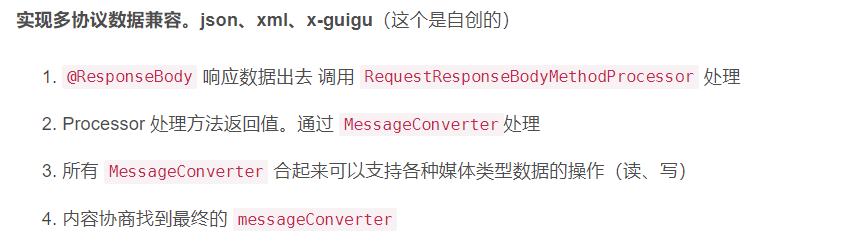 实现多协议数据兼容。json、xml、x-guigu（这个是自创的）
1. @ResponseBody 响应数据出去 调用 RequestResponseBodyMethodProcessor 处理
2. Processor 处理方法返回值。通过 MessageConverter 处理
3. 所有 MessageConverter 合起来可以支持各种媒体类型数据的操作（读、写）
4. 内容协商找到最终的 messageConverter